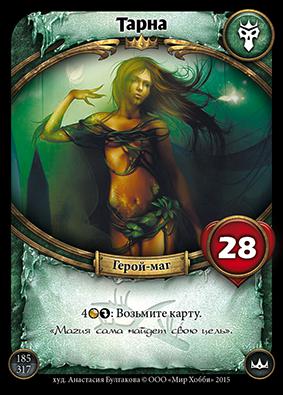 Тарна
28
Герой-маг
4: Возьмите карту.
«Магия сама найдет свою цель».
185
317
худ. Анастасия Булгакова © ООО «Мир Хобби» 2015